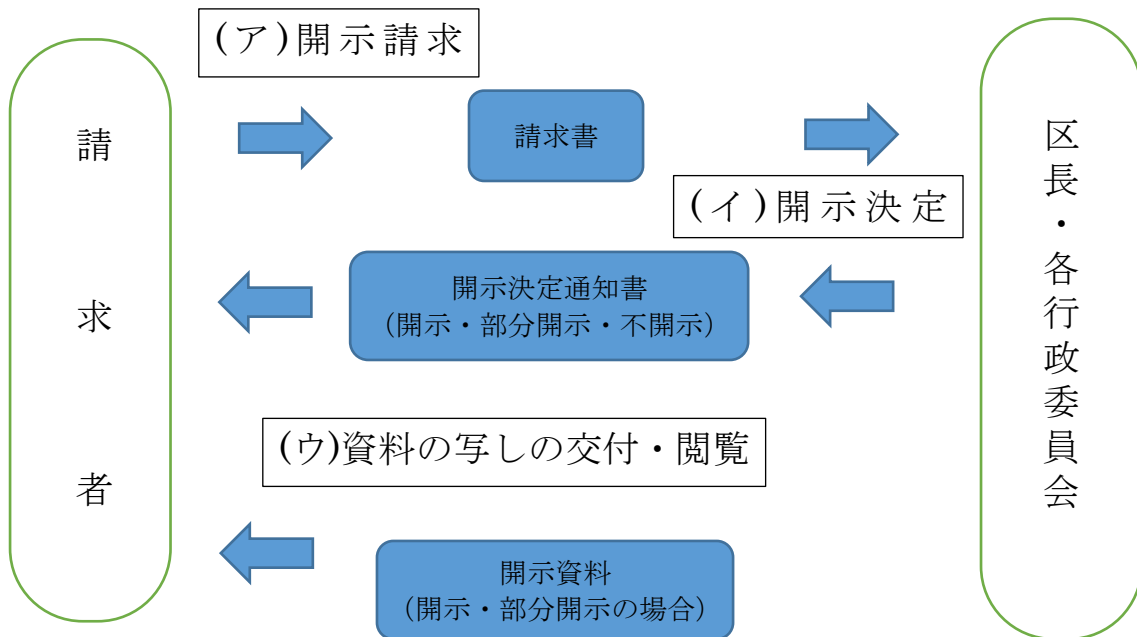 (ア)開示請求
請求者
請求書
区長・各行政委員会
(イ)開示決定
開示決定通知書
（開示・部分開示・不開示）
(ウ)資料の写しの交付・閲覧
開示資料
（開示・部分開示の場合）